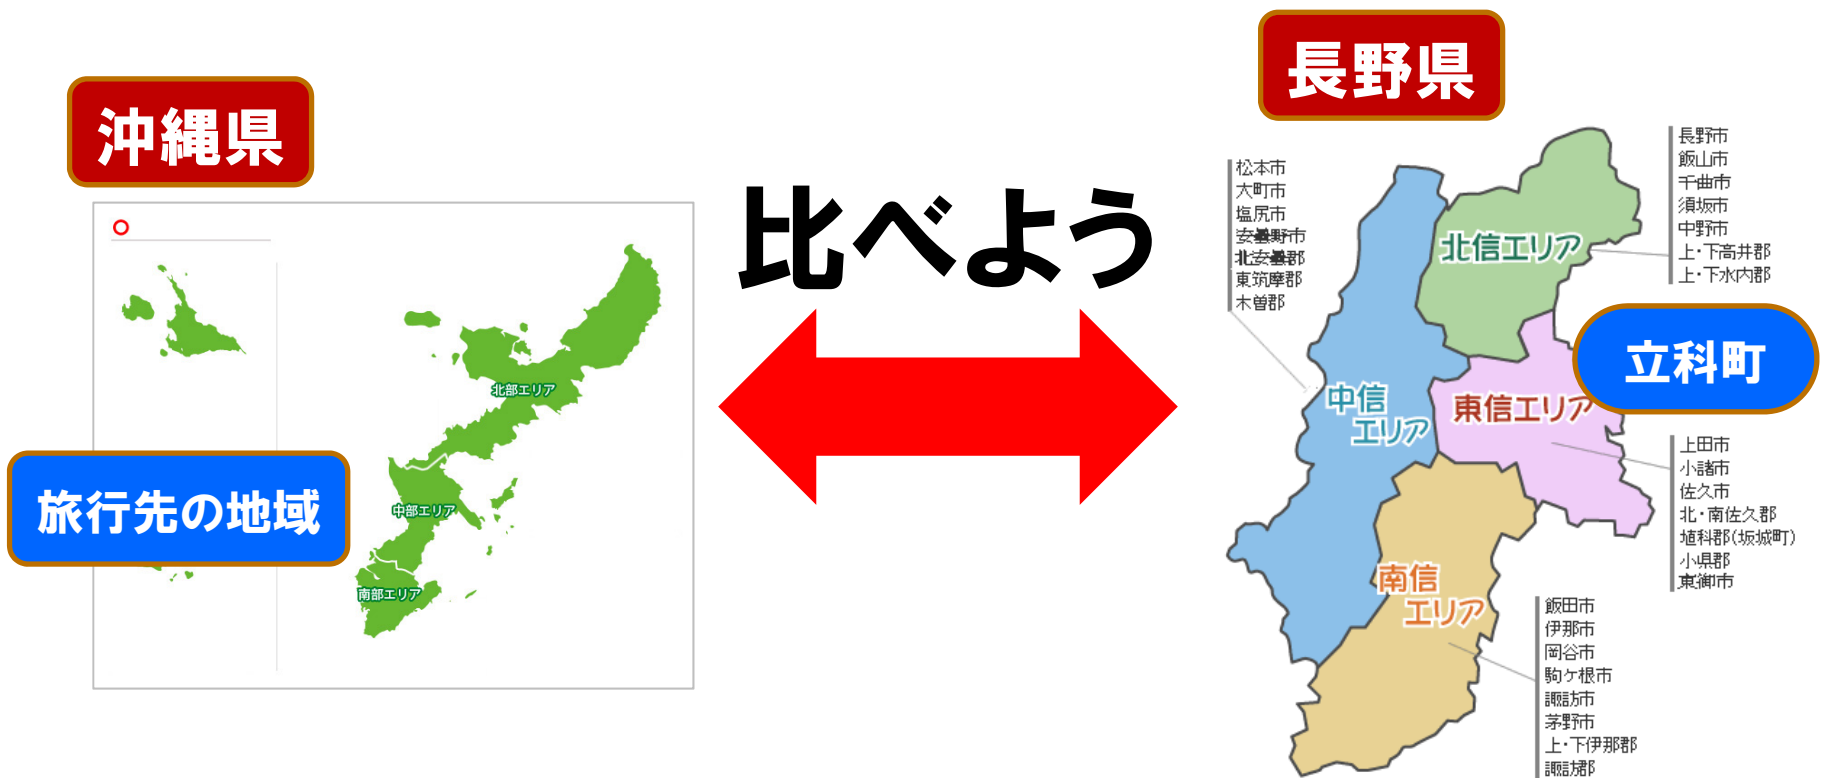 沖縄県
北部エリア
中部エリア
南部エリア
旅行先の地域
比べよう
長野県
松本市
大町市
塩尻市
安曇野市
北安曇郡
東筑摩郡
木曽郡
北信エリア
長野市
飯山市
千曲市
須坂市
中野市
上・下高井郡
上・下水内郡
立科町
中信
エリア
東信エリア
上田市
小諸市
佐久市
北・南佐久郡
埴科郡(坂城町)
小県郡
東御市
南信
エリア
飯田市
伊那市
岡谷市
駒ケ根市
諏訪市
茅野市
上・下伊那郡
諏訪郡